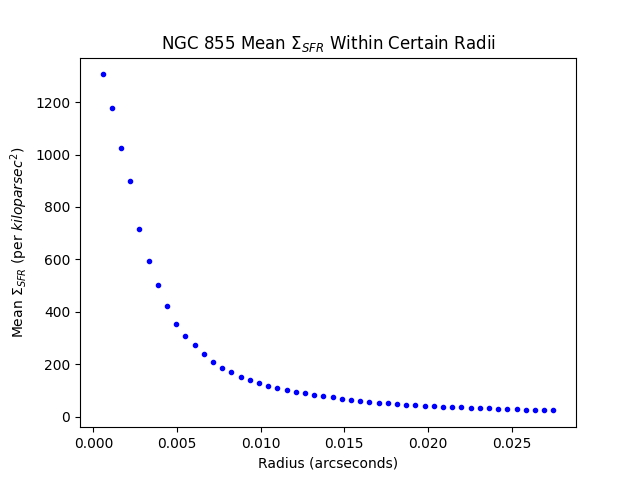 NGC 855 Mean Σ_SFR Within Certain Radii
Mean Σ_SFR (per kiloparsec²)
1200
1000
800
600
400
200
0
0.000 0.005 0.010 0.015 0.020 0.025
Radius (arcseconds)